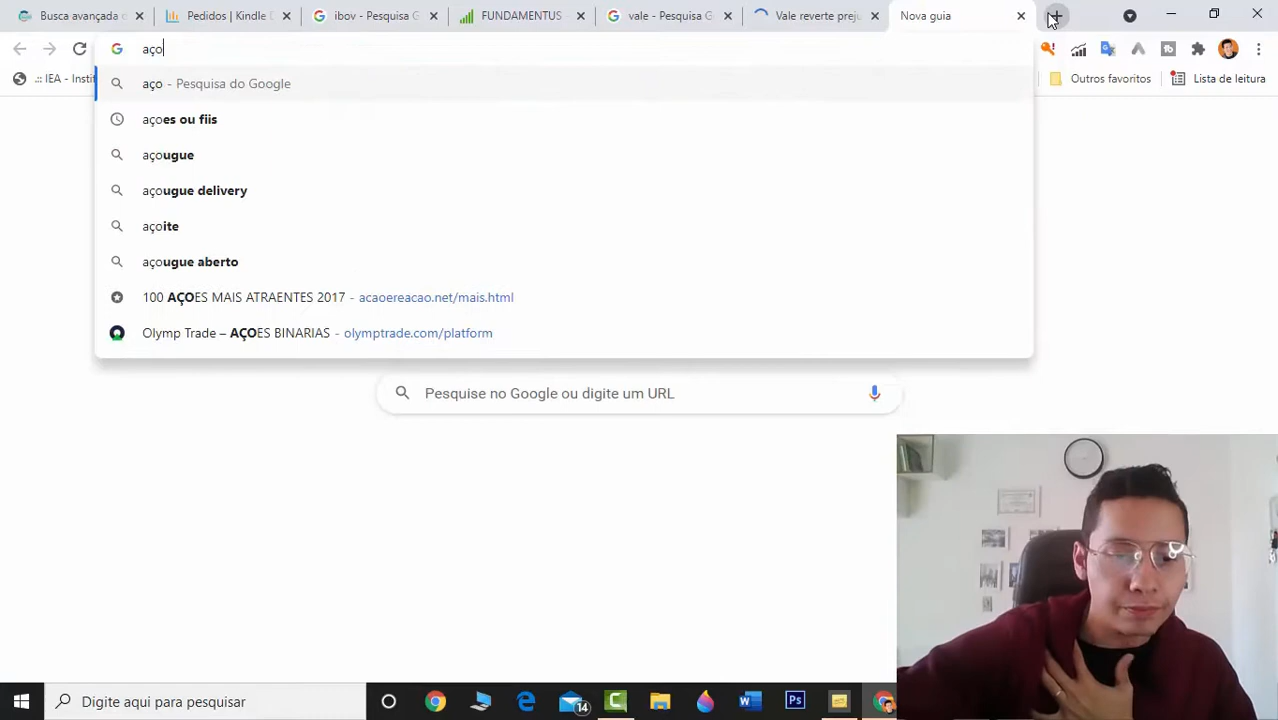 Busca avançada d
Pedidos | Kindle D
ibov - Pesquisa G
FUNDAMENTUS -
vale - Pesquisa Go
Vale reverte preju
Nova guia
aço
.:: IEA - Instit
Outros favoritos
Lista de leitura
aço - Pesquisa do Google
açoes ou fiis
açougue
açougue delivery
açoite
açougue aberto
100 AÇOES MAIS ATRAENTES 2017 - acaoereacao.net/mais.html
Olymp Trade – AÇOES BINARIAS - olymptrade.com/platform
Pesquise no Google ou digite um URL
Digite aqui para pesquisar
14